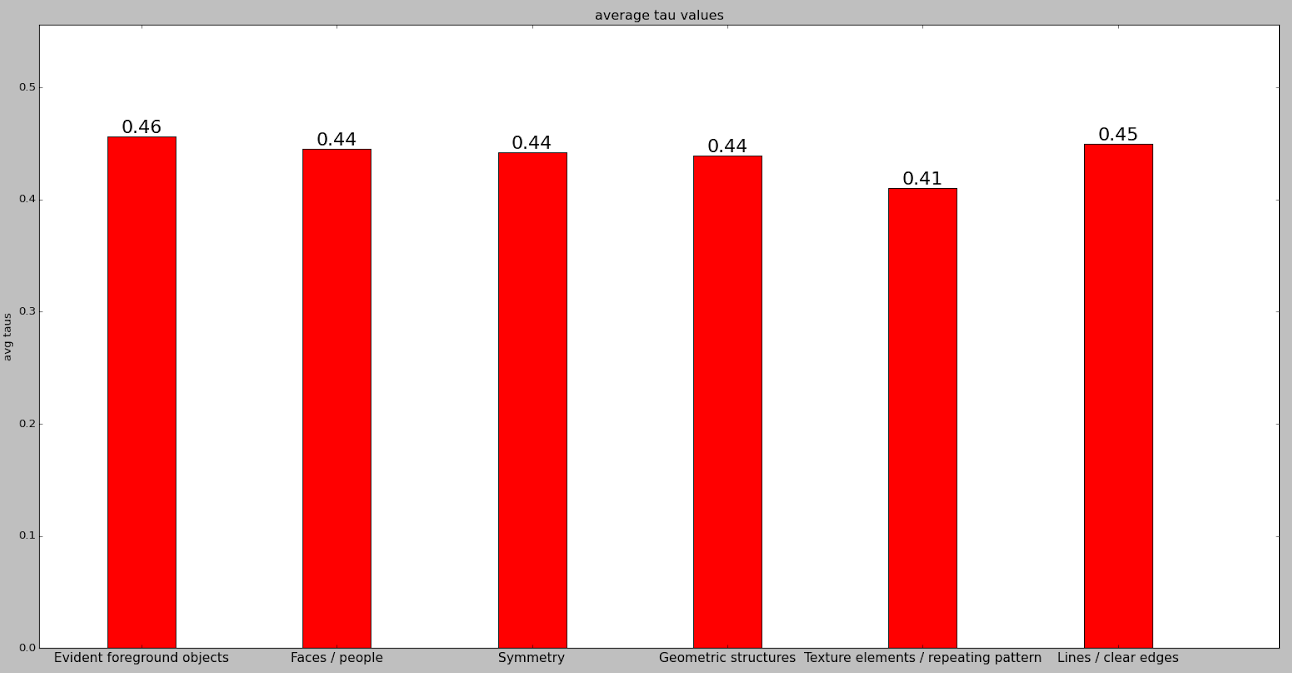 average tau values
avg taus
0.5
0.4
0.3
0.2
0.1
0.0
0.46
0.44
0.44
0.44
0.41
0.45
Evident foreground objects
Faces / people
Symmetry
Geometric structures
Texture elements / repeating pattern
Lines / clear edges